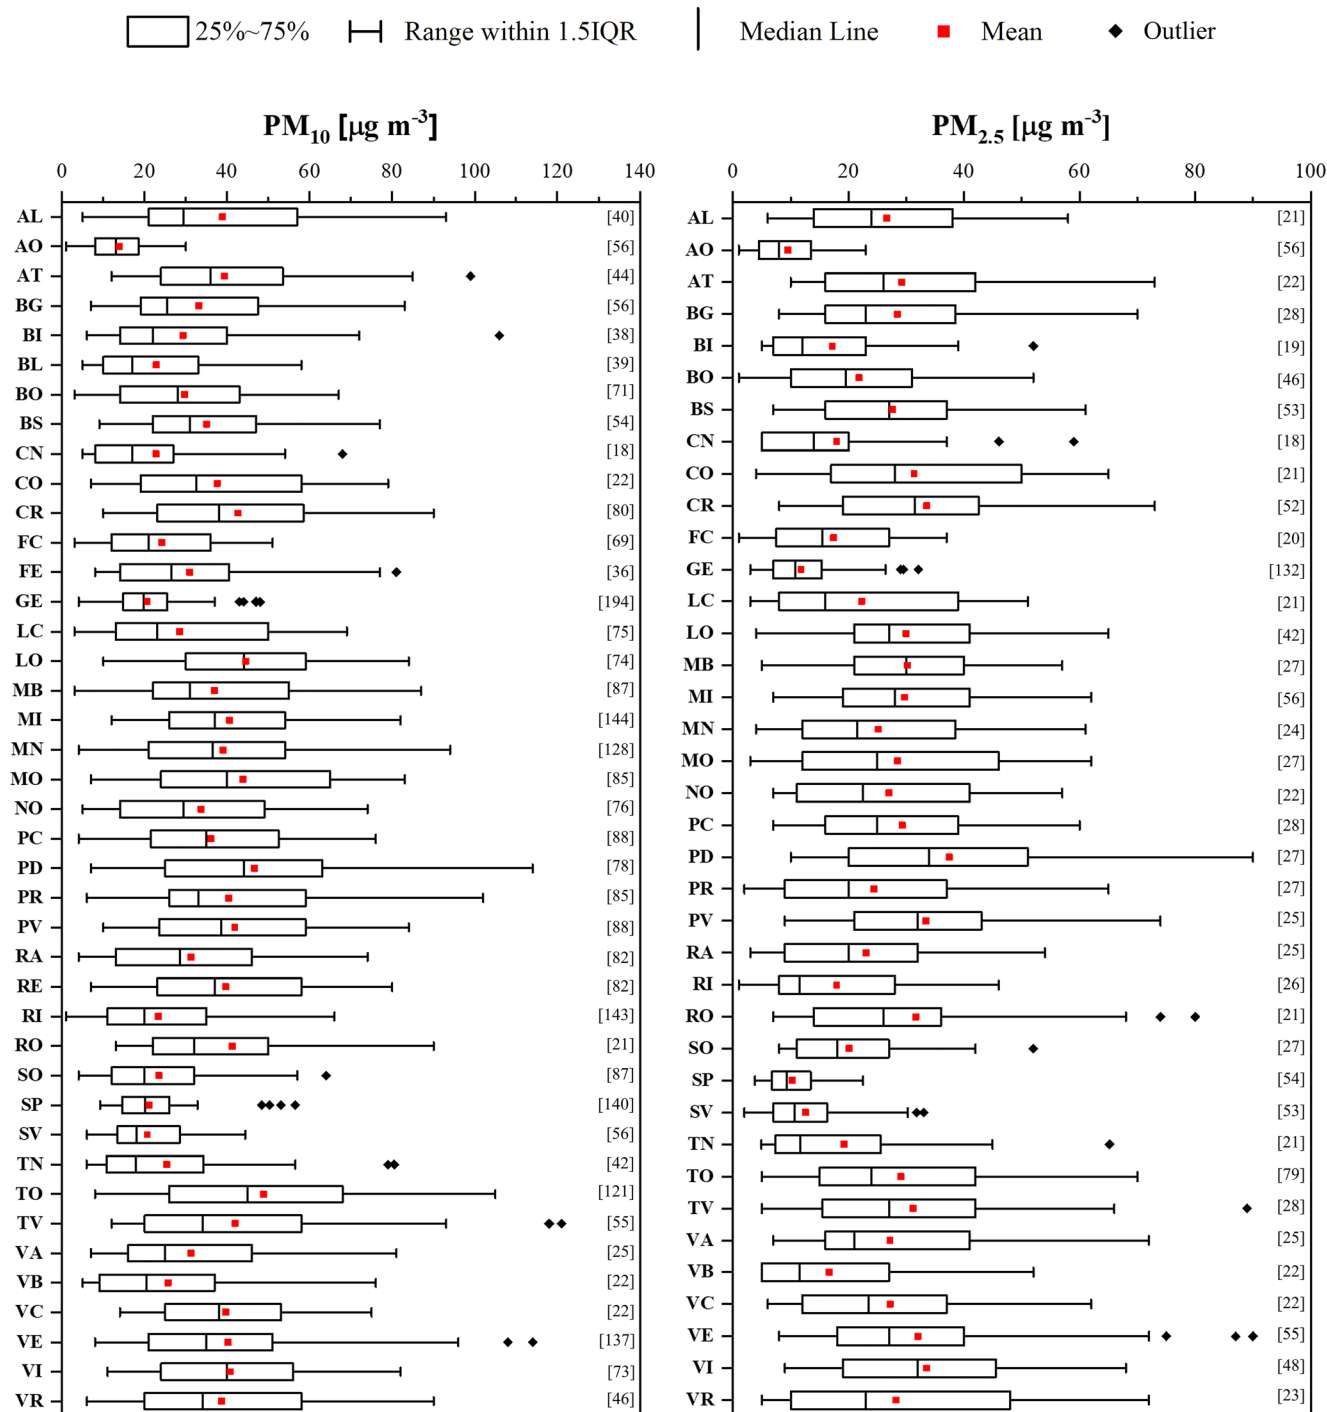 25%~75% Range within 1.5IQR Median Line Mean Outlier
PM10 [μg m-3]
0 20 40 60 80 100 120 140
AL [40]
AO [56]
AT [44]
BG [56]
BI [38]
BL [39]
BO [71]
BS [54]
CN [18]
CO [22]
CR [80]
FC [69]
FE [36]
GE [194]
LC [75]
LO [74]
MB [87]
MI [144]
MN [128]
MO [85]
NO [76]
PC [88]
PD [78]
PR [85]
PV [88]
RA [82]
RE [82]
RI [143]
RO [21]
SO [87]
SP [140]
SV [56]
TN [42]
TO [121]
TV [55]
VA [25]
VB [22]
VC [22]
VE [137]
VI [73]
VR [46]
PM2.5 [μg m-3]
0 20 40 60 80 100
AL [21]
AO [56]
AT [22]
BG [28]
BI [19]
BO [46]
BS [53]
CN [18]
CO [21]
CR [52]
FC [20]
GE [132]
LC [21]
LO [42]
MB [27]
MI [56]
MN [24]
MO [27]
NO [22]
PC [28]
PD [27]
PR [27]
PV [25]
RA [25]
RI [26]
RO [21]
SO [27]
SP [54]
SV [53]
TN [21]
TO [79]
TV [28]
VA [25]
VB [22]
VC [22]
VE [55]
VI [48]
VR [23]